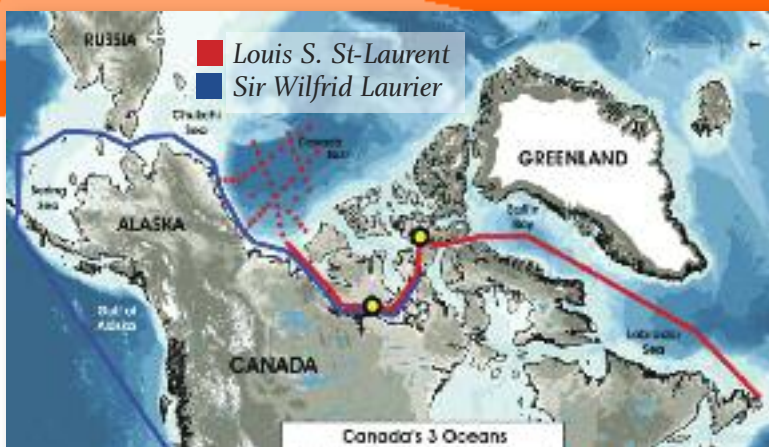 RUSSIA
Louis S. St-Laurent
Sir Wilfrid Laurier
Chukchi
Sea
Canada
GREENLAND
Bering
Sea
ALASKA
Baffin
Bay
Gulf of
Alaska
Labrador
Sea
CANADA
Canada's 3 Oceans